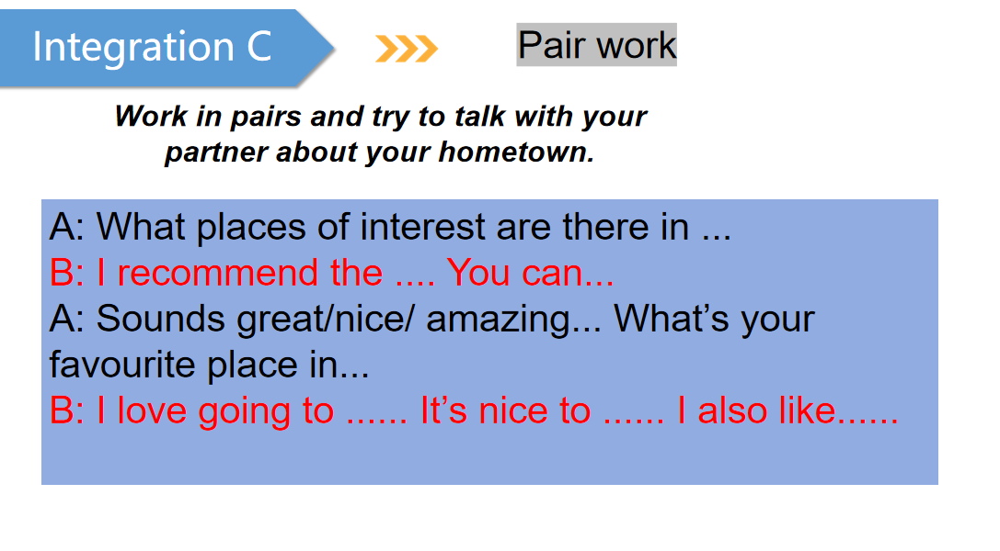 Integration C
Pair work
Work in pairs and try to talk with your
partner about your hometown.
A: What places of interest are there in ...
B: I recommend the .... You can...
A: Sounds great/nice/ amazing... What’s your
favourite place in...
B: I love going to ...... It’s nice to ...... I also like......